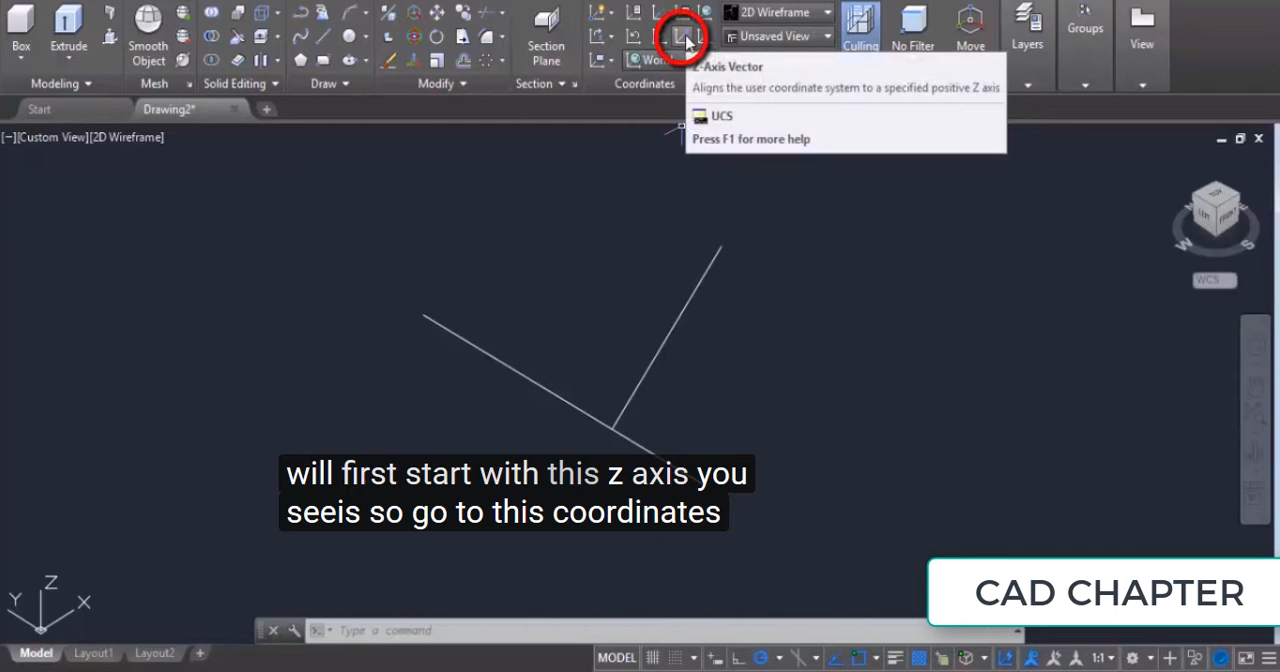 2D Wireframe
Unsaved View
Box
Extrude
Smooth
Object
Section
Plane
Culling
No Filter
Move
Layers
Groups
View
Modeling
Mesh
Solid Editing
Draw
Modify
Section
Coordinates
Z-Axis Vector
Aligns the user coordinate system to a specified positive Z axis
UCS
Press F1 for more help
Start
Drawing2*
[−][Custom View][2D Wireframe]
TOP
LEFT
FRONT
W
S
WCS
will first start with this z axis you
seeis so go to this coordinates
CAD CHAPTER
Z
Y
X
Type a command
Model
Layout1
Layout2
MODEL
1:1